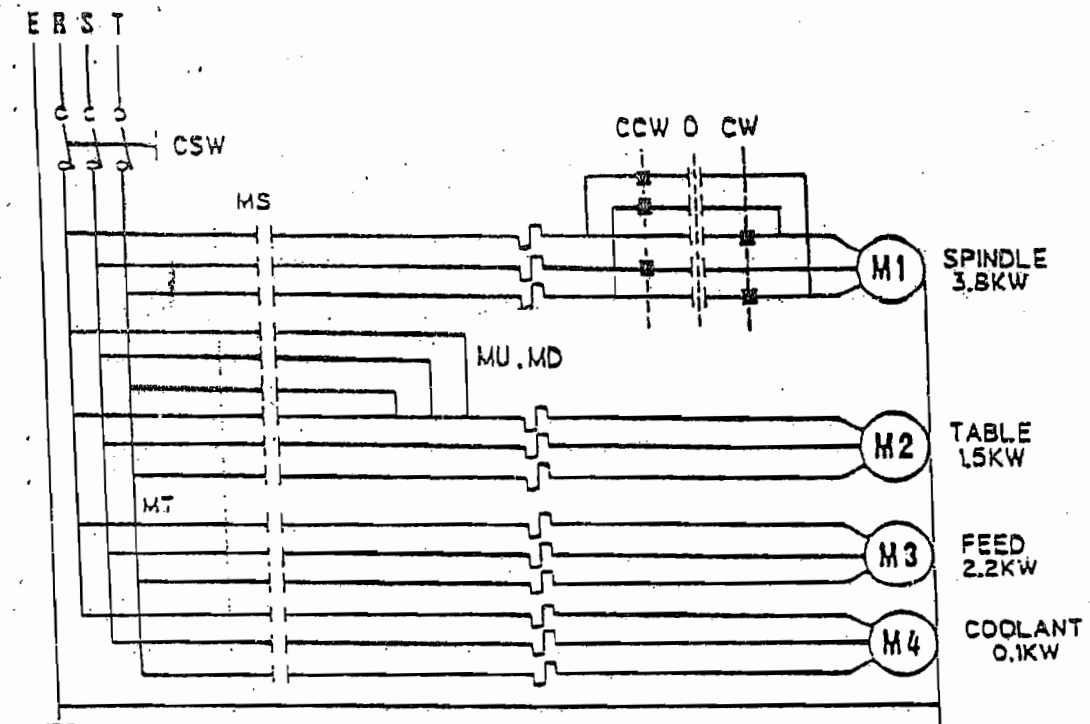 E R S T
CSW
CCW O CW
MS
M1
SPINDLE
3.8KW
MU.MD
M2
TABLE
1.5KW
MT
M3
FEED
2.2KW
M4
COOLANT
0.1KW